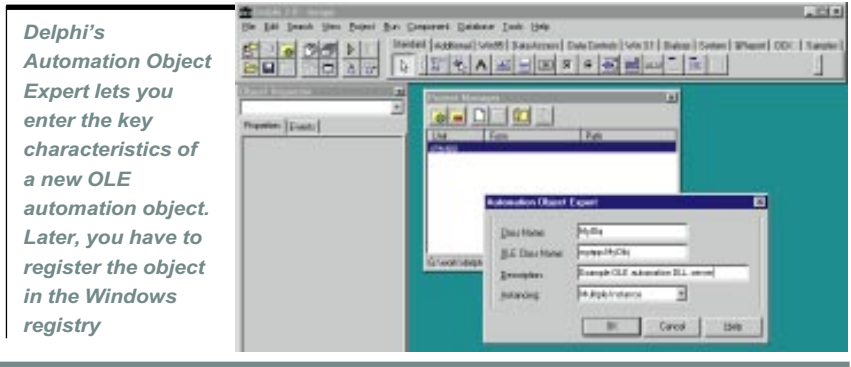 Delphi's
Automation Object
Expert lets you
enter the key
characteristics of
a new OLE
automation object.
Later, you have to
register the object
in the Windows
registry
File Edit Search View Project Run Component Database Tools Help
Standard Additional Win95 Data Access Data Controls Win 3.1 Dialogs System QReport OCX Samples
Object Inspector
Properties Events
Project Manager
Unit Form Path
Automation Object Expert
Class Name: MyObj
OLE Class Name: myapp.MyObj
Description: Example OLE automation DLL server
Instancing: Multiple Instance
OK Cancel Help